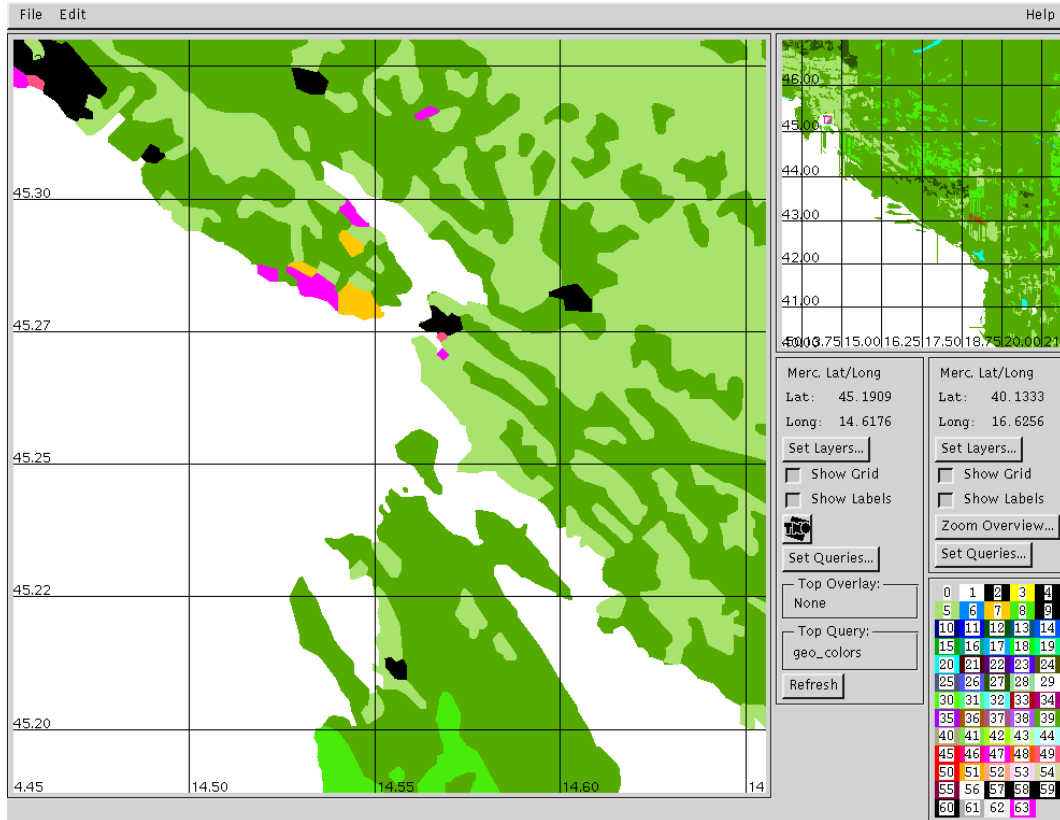 File Edit Help
45.30
45.27
45.25
45.22
45.20
4.45 14.50 14.55 14.60 14
46.00
45.00
44.00
43.00
42.00
41.00
13.75 15.00 16.25 17.50 18.75 20.00 21
Merc. Lat/Long
Lat: 45.1909
Long: 14.6176
Set Layers...
Show Grid
Show Labels
TNO
Set Queries...
Top Overlay:
None
Top Query:
geo_colors
Refresh
Merc. Lat/Long
Lat: 40.1333
Long: 16.6256
Set Layers...
Show Grid
Show Labels
Zoom Overview...
Set Queries...
0 1 2 3 4
5 6 7 8 9
10 11 12 13 14
15 16 17 18 19
20 21 22 23 24
25 26 27 28 29
30 31 32 33 34
35 36 37 38 39
40 41 42 43 44
45 46 47 48 49
50 51 52 53 54
55 56 57 58 59
60 61 62 63